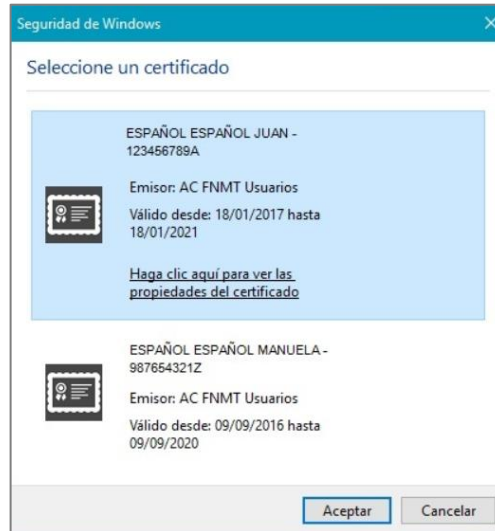 Seguridad de Windows
Seleccione un certificado
ESPAÑOL ESPAÑOL JUAN -
123456789A
Emisor: AC FNMT Usuarios
Válido desde: 18/01/2017 hasta
18/01/2021
Haga clic aquí para ver las
propiedades del certificado
ESPAÑOL ESPAÑOL MANUELA -
987654321Z
Emisor: AC FNMT Usuarios
Válido desde: 09/09/2016 hasta
09/09/2020
Aceptar Cancelar